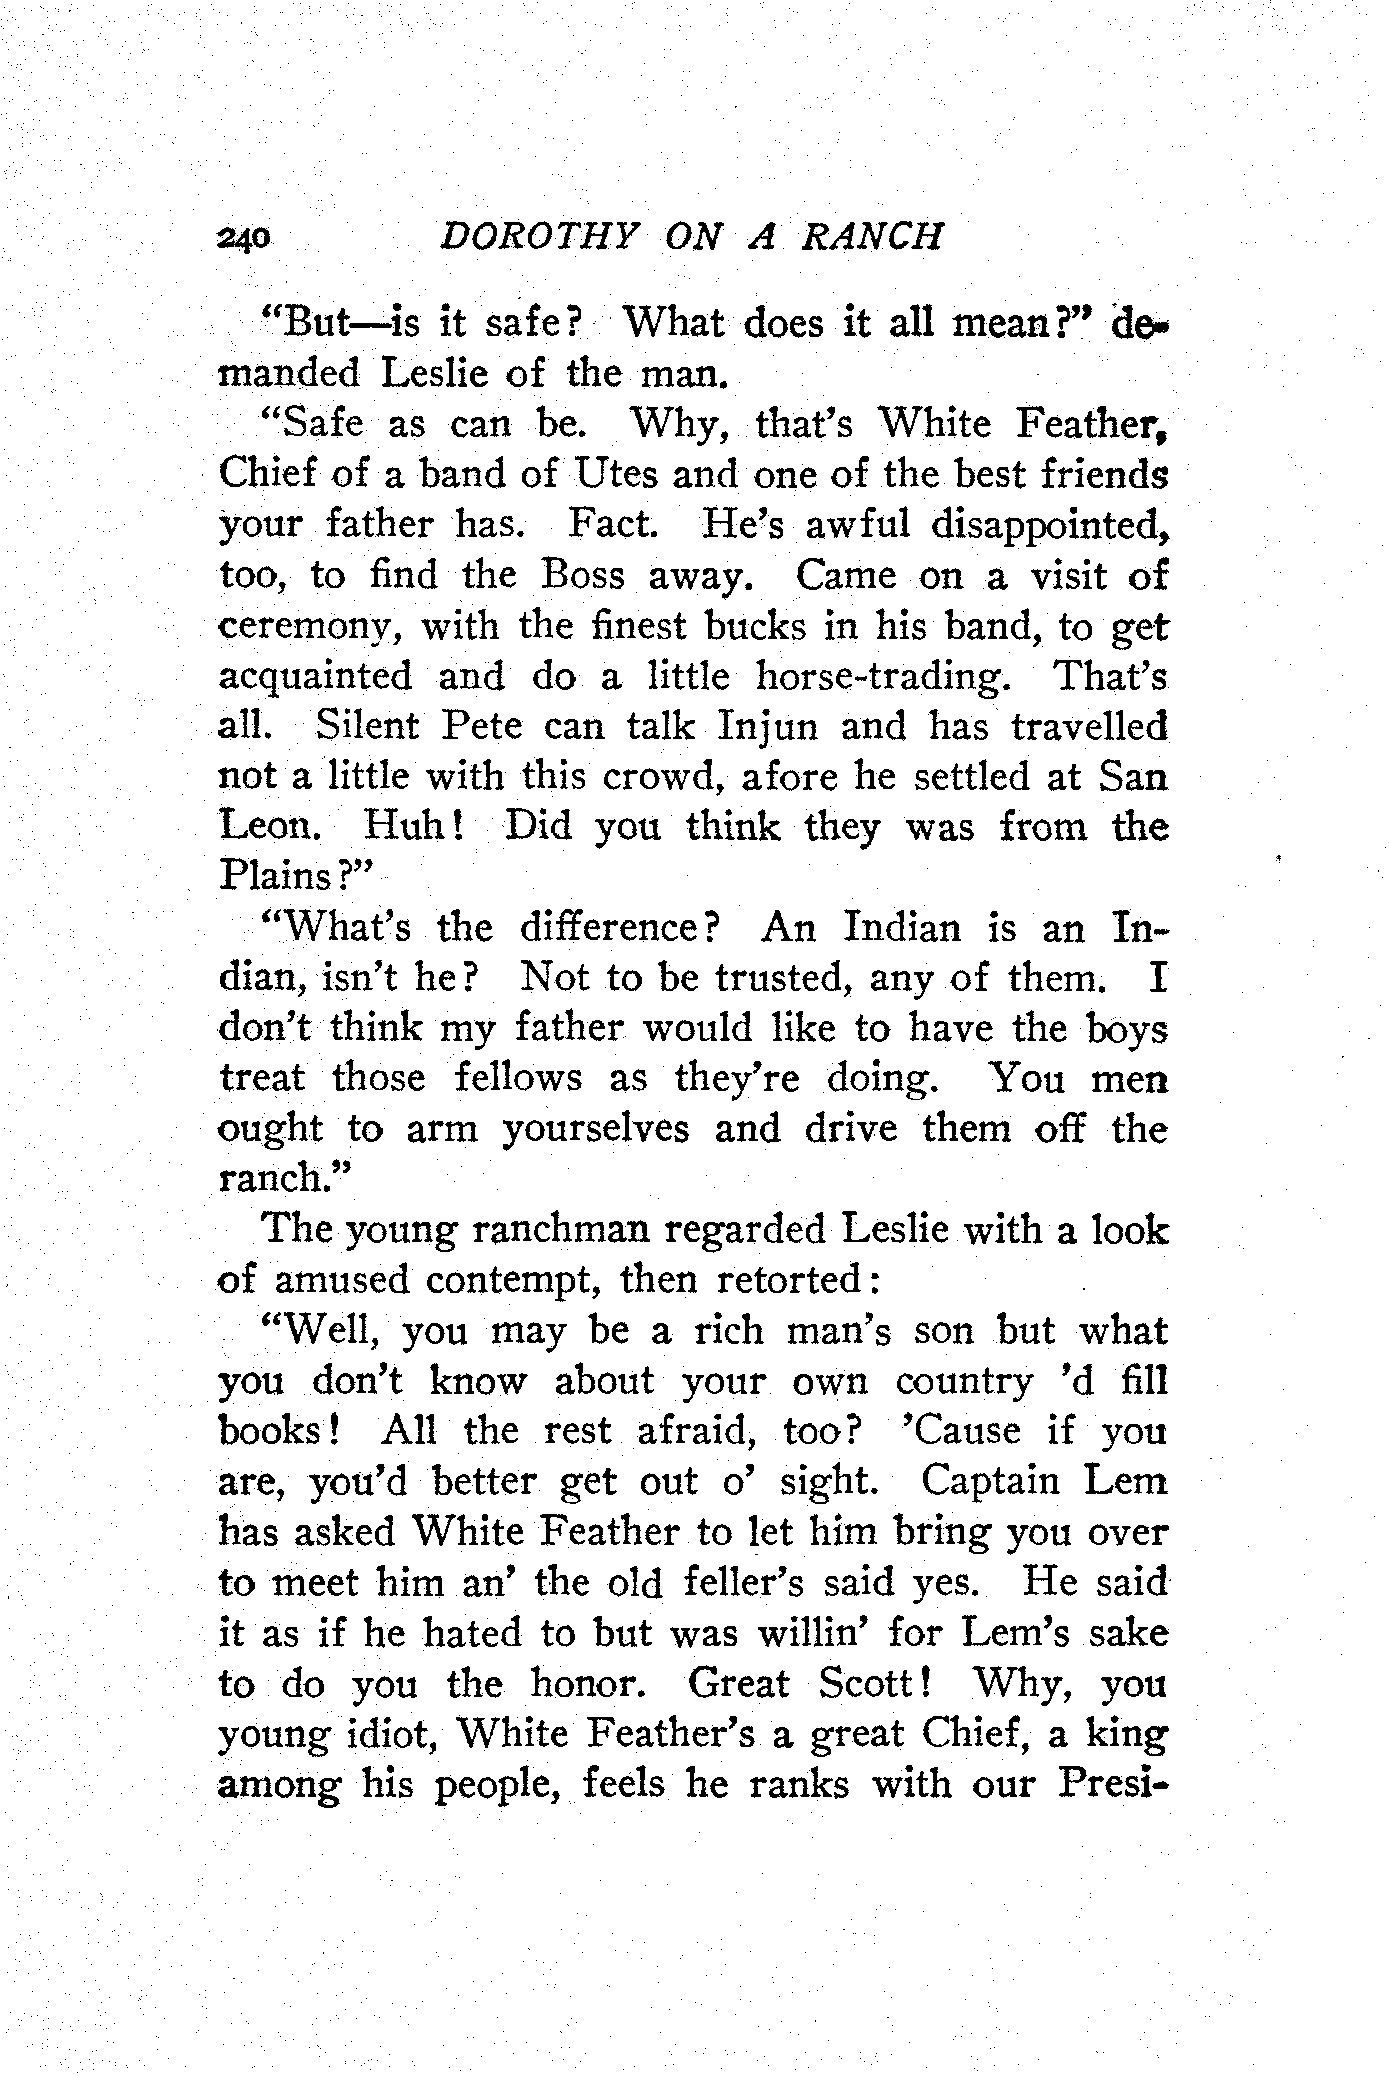 240 DOROTHY ON A RANCH
“But—is it safe? What does it all mean?” de-
manded Leslie of the man.
“Safe as can be. Why, that’s White Feather,
Chief of a band of Utes and one of the best friends
your father has. Fact. He’s awful disappointed,
too, to find the Boss away. Came on a visit of
ceremony, with the finest bucks in his band, to get
acquainted and do a little horse-trading. That’s
all. Silent Pete can talk Injun and has travelled
not a little with this crowd, afore he settled at San
Leon. Huh! Did you think they was from the
Plains?”
“What’s the difference? An Indian is an In-
dian, isn’t he? Not to be trusted, any of them. I
don’t think my father would like to have the boys
treat those fellows as they’re doing. You men
ought to arm yourselves and drive them off the
ranch.”
The young ranchman regarded Leslie with a look
of amused contempt, then retorted:
“Well, you may be a rich man’s son but what
you don’t know about your own country ’d fill
books! All the rest afraid, too? ’Cause if you
are, you’d better get out o’ sight. Captain Lem
has asked White Feather to let him bring you over
to meet him an’ the old feller’s said yes. He said
it as if he hated to but was willin’ for Lem’s sake
to do you the honor. Great Scott! Why, you
young idiot, White Feather’s a great Chief, a king
among his people, feels he ranks with our Presi-